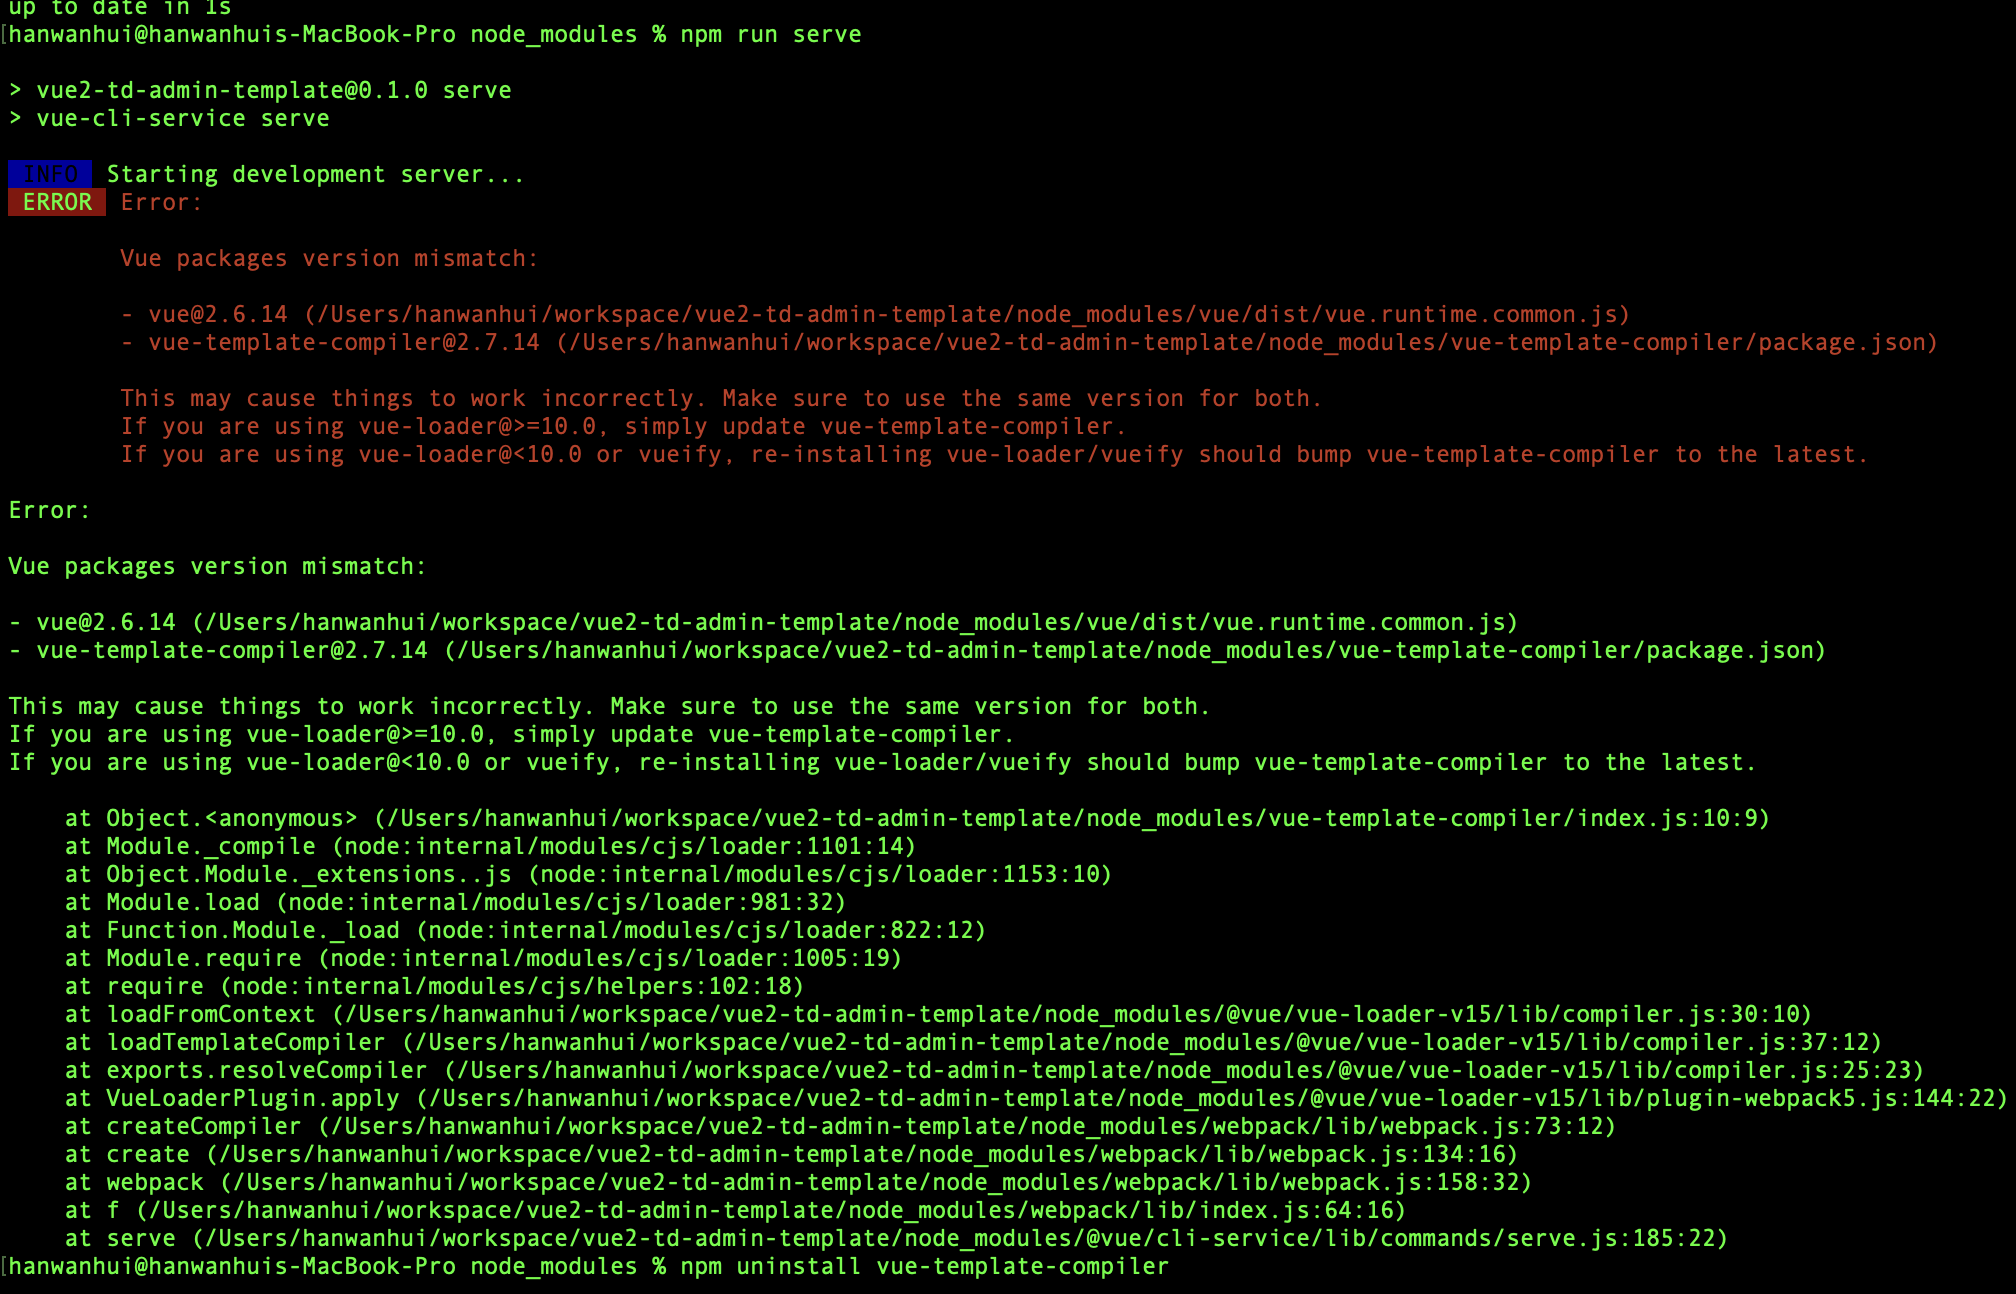 up to date in 1s
[hanwanhui@hanwanhuis-MacBook-Pro node_modules % npm run serve
> vue2-td-admin-template@0.1.0 serve
> vue-cli-service serve
INFO Starting development server...
ERROR Error:
Vue packages version mismatch:
- vue@2.6.14 (/Users/hanwanhui/workspace/vue2-td-admin-template/node_modules/vue/dist/vue.runtime.common.js)
- vue-template-compiler@2.7.14 (/Users/hanwanhui/workspace/vue2-td-admin-template/node_modules/vue-template-compiler/package.json)
This may cause things to work incorrectly. Make sure to use the same version for both.
If you are using vue-loader@>=10.0, simply update vue-template-compiler.
If you are using vue-loader@<10.0 or vueify, re-installing vue-loader/vueify should bump vue-template-compiler to the latest.
Error:
Vue packages version mismatch:
- vue@2.6.14 (/Users/hanwanhui/workspace/vue2-td-admin-template/node_modules/vue/dist/vue.runtime.common.js)
- vue-template-compiler@2.7.14 (/Users/hanwanhui/workspace/vue2-td-admin-template/node_modules/vue-template-compiler/package.json)
This may cause things to work incorrectly. Make sure to use the same version for both.
If you are using vue-loader@>=10.0, simply update vue-template-compiler.
If you are using vue-loader@<10.0 or vueify, re-installing vue-loader/vueify should bump vue-template-compiler to the latest.
at Object.<anonymous> (/Users/hanwanhui/workspace/vue2-td-admin-template/node_modules/vue-template-compiler/index.js:10:9)
at Module._compile (node:internal/modules/cjs/loader:1101:14)
at Object.Module._extensions..js (node:internal/modules/cjs/loader:1153:10)
at Module.load (node:internal/modules/cjs/loader:981:32)
at Function.Module._load (node:internal/modules/cjs/loader:822:12)
at Module.require (node:internal/modules/cjs/loader:1005:19)
at require (node:internal/modules/cjs/helpers:102:18)
at loadFromContext (/Users/hanwanhui/workspace/vue2-td-admin-template/node_modules/@vue/vue-loader-v15/lib/compiler.js:30:10)
at loadTemplateCompiler (/Users/hanwanhui/workspace/vue2-td-admin-template/node_modules/@vue/vue-loader-v15/lib/compiler.js:37:12)
at exports.resolveCompiler (/Users/hanwanhui/workspace/vue2-td-admin-template/node_modules/@vue/vue-loader-v15/lib/compiler.js:25:23)
at VueLoaderPlugin.apply (/Users/hanwanhui/workspace/vue2-td-admin-template/node_modules/@vue/vue-loader-v15/lib/plugin-webpack5.js:144:22)
at createCompiler (/Users/hanwanhui/workspace/vue2-td-admin-template/node_modules/webpack/lib/webpack.js:73:12)
at create (/Users/hanwanhui/workspace/vue2-td-admin-template/node_modules/webpack/lib/webpack.js:134:16)
at webpack (/Users/hanwanhui/workspace/vue2-td-admin-template/node_modules/webpack/lib/webpack.js:158:32)
at f (/Users/hanwanhui/workspace/vue2-td-admin-template/node_modules/webpack/lib/index.js:64:16)
at serve (/Users/hanwanhui/workspace/vue2-td-admin-template/node_modules/@vue/cli-service/lib/commands/serve.js:185:22)
[hanwanhui@hanwanhuis-MacBook-Pro node_modules % npm uninstall vue-template-compiler